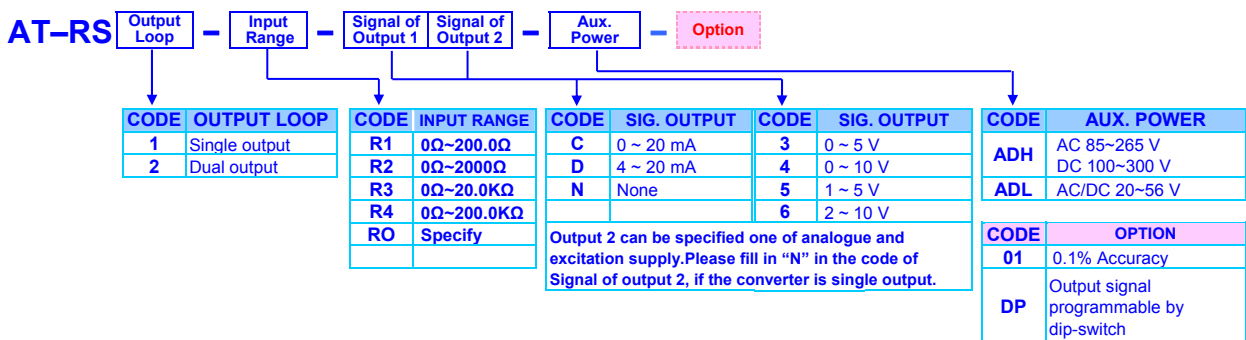 AT–RS Output Loop – Input Range – Signal of Output 1 Signal of Output 2 – Aux. Power – Option
CODE OUTPUT LOOP
1 Single output
2 Dual output
CODE INPUT RANGE
R1 0Ω~200.0Ω
R2 0Ω~2000Ω
R3 0Ω~20.0KΩ
R4 0Ω~200.0KΩ
RO Specify
CODE SIG. OUTPUT CODE SIG. OUTPUT
C 0 ~ 20 mA 3 0 ~ 5 V
D 4 ~ 20 mA 4 0 ~ 10 V
N None 5 1 ~ 5 V
6 2 ~ 10 V
Output 2 can be specified one of analogue and
excitation supply.Please fill in “N” in the code of
Signal of output 2, if the converter is single output.
CODE AUX. POWER
ADH AC 85~265 V
DC 100~300 V
ADL AC/DC 20~56 V
CODE OPTION
01 0.1% Accuracy
DP Output signal
programmable by
dip-switch